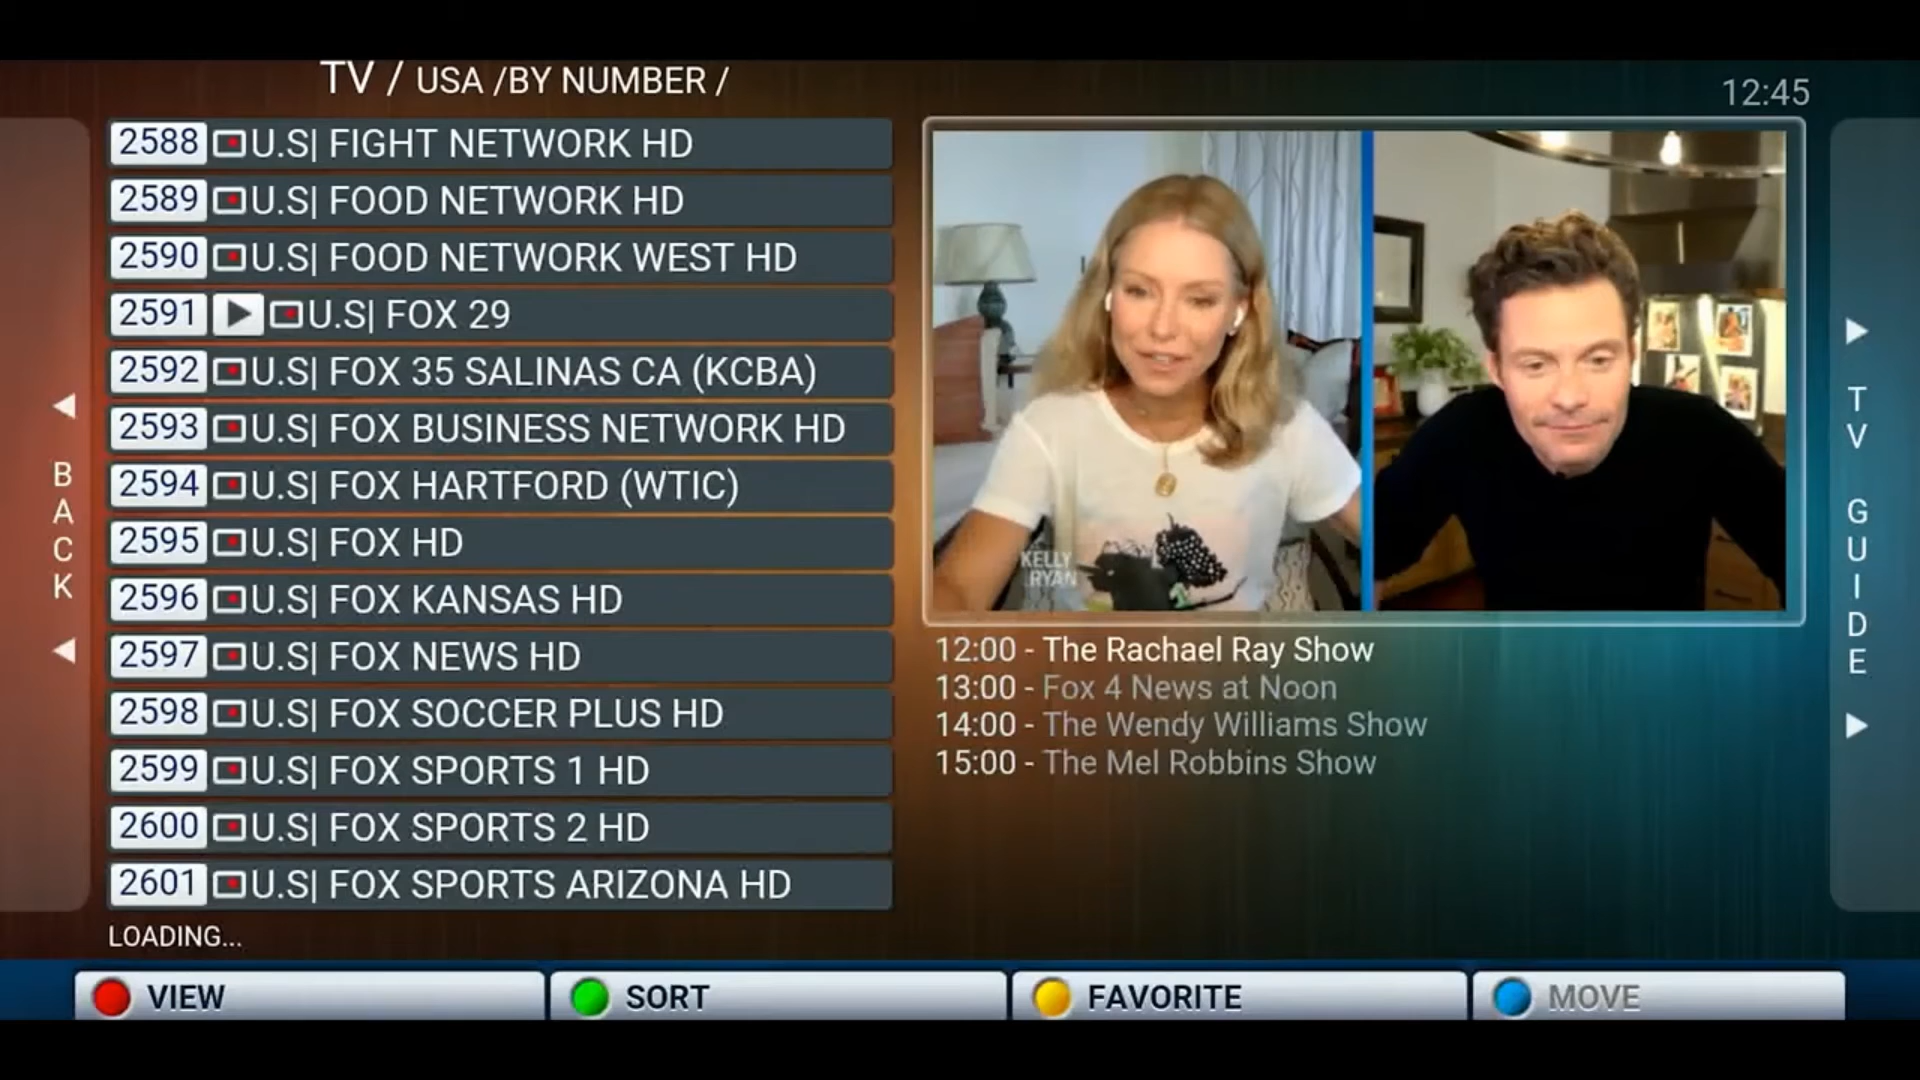 TV / USA /BY NUMBER /
12:45
2588 U.S| FIGHT NETWORK HD
2589 U.S| FOOD NETWORK HD
2590 U.S| FOOD NETWORK WEST HD
2591 U.S| FOX 29
2592 U.S| FOX 35 SALINAS CA (KCBA)
2593 U.S| FOX BUSINESS NETWORK HD
2594 U.S| FOX HARTFORD (WTIC)
2595 U.S| FOX HD
2596 U.S| FOX KANSAS HD
2597 U.S| FOX NEWS HD
2598 U.S| FOX SOCCER PLUS HD
2599 U.S| FOX SPORTS 1 HD
2600 U.S| FOX SPORTS 2 HD
2601 U.S| FOX SPORTS ARIZONA HD
LOADING...
BACK
KELLY
RYAN
12:00 - The Rachael Ray Show
13:00 - Fox 4 News at Noon
14:00 - The Wendy Williams Show
15:00 - The Mel Robbins Show
TV GUIDE
VIEW
SORT
FAVORITE
MOVE